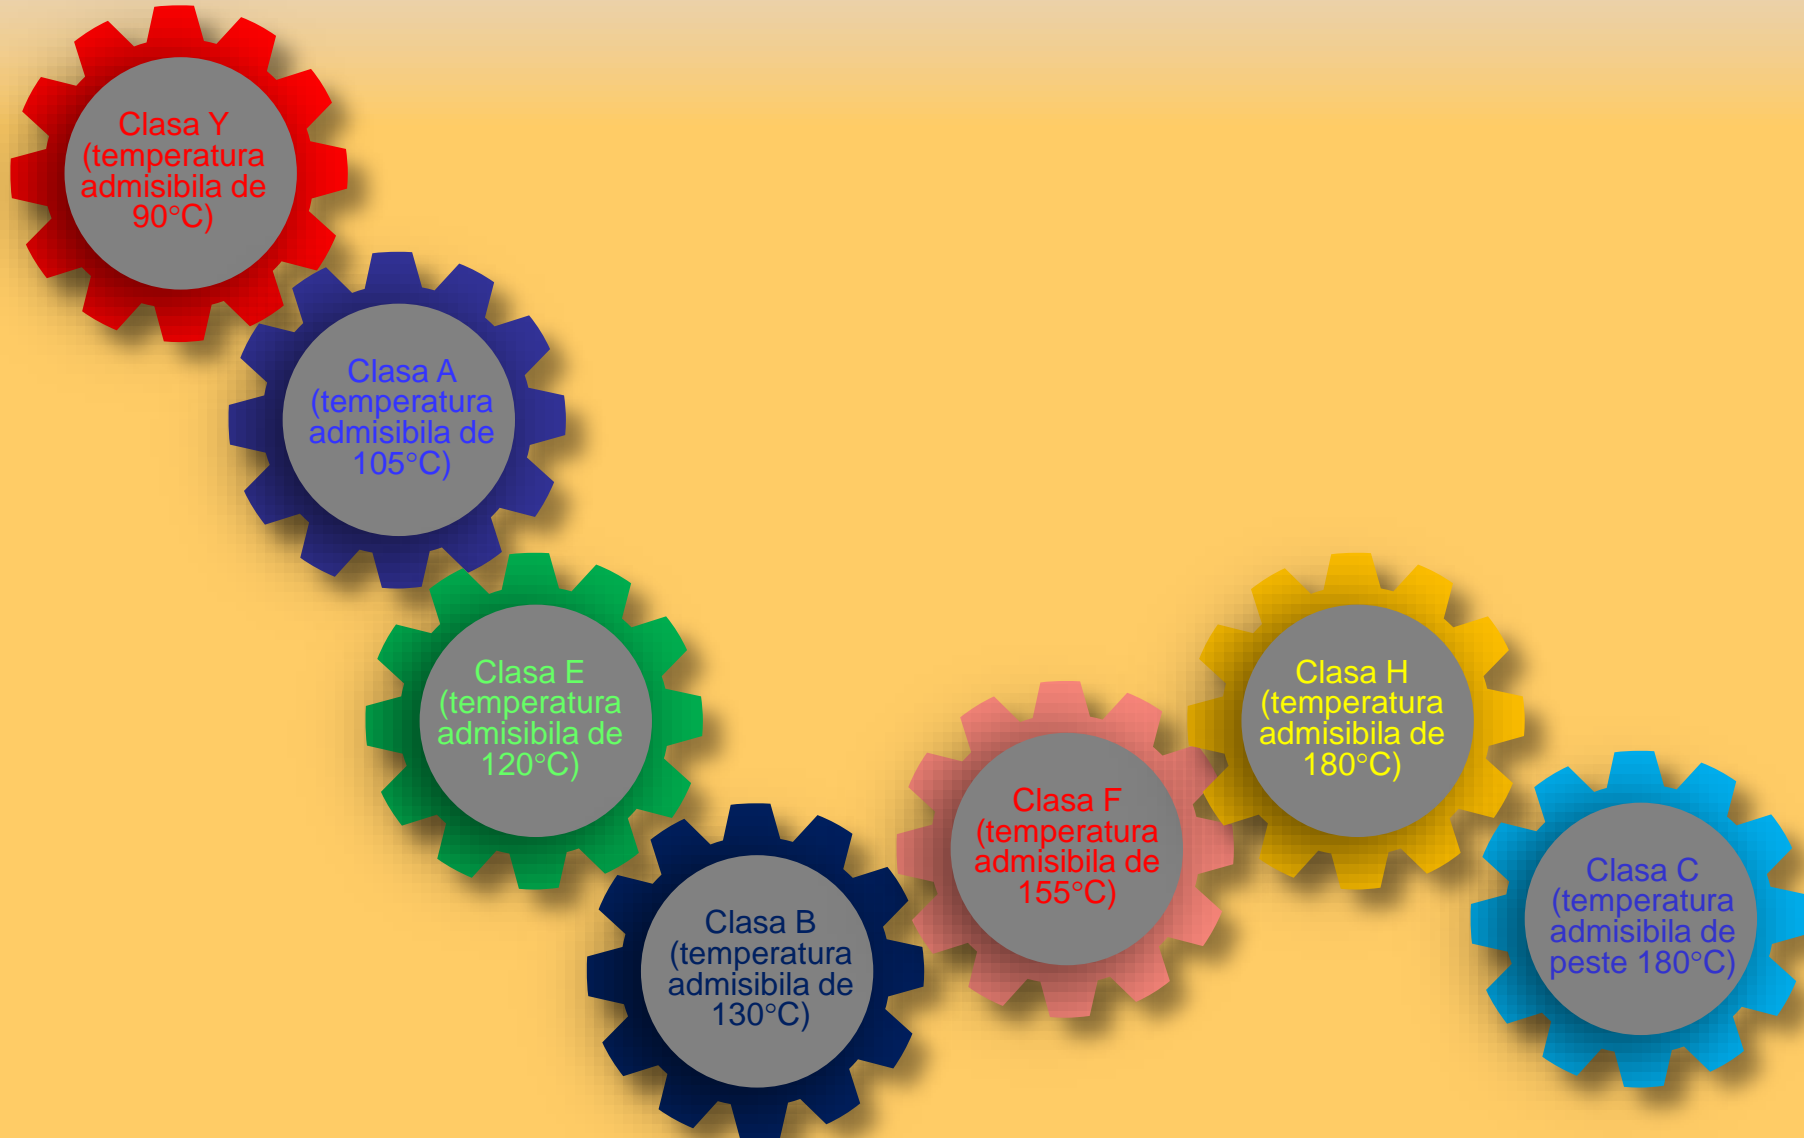 Clasa Y
(temperatura
admisibila de
90°C)
Clasa A
(temperatura
admisibila de
105°C)
Clasa E
(temperatura
admisibila de
120°C)
Clasa B
(temperatura
admisibila de
130°C)
Clasa F
(temperatura
admisibila de
155°C)
Clasa H
(temperatura
admisibila de
180°C)
Clasa C
(temperatura
admisibila de
peste 180°C)